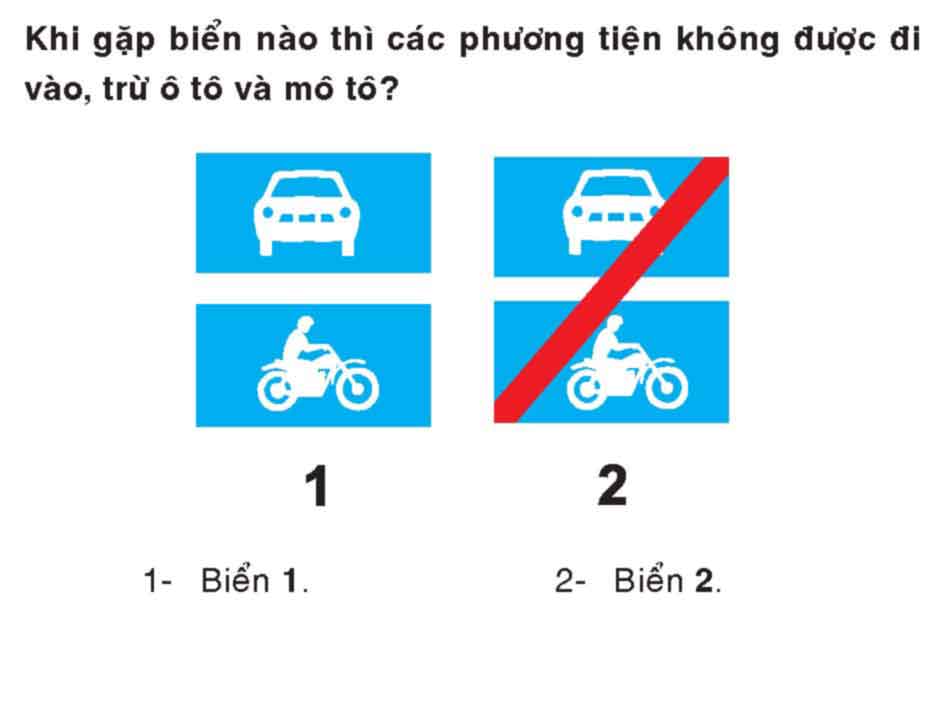 Khi gặp biển nào thì các phương tiện không được đi
vào, trừ ô tô và mô tô?
1 2
1- Biển 1. 2- Biển 2.